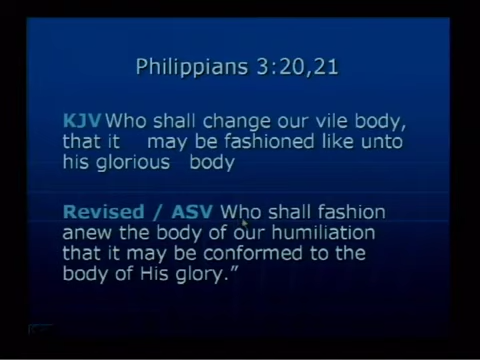 Philippians 3:20,21
KJV Who shall change our vile body,
that it may be fashioned like unto
his glorious body
Revised / ASV Who shall fashion
anew the body of our humiliation
that it may be conformed to the
body of His glory.”